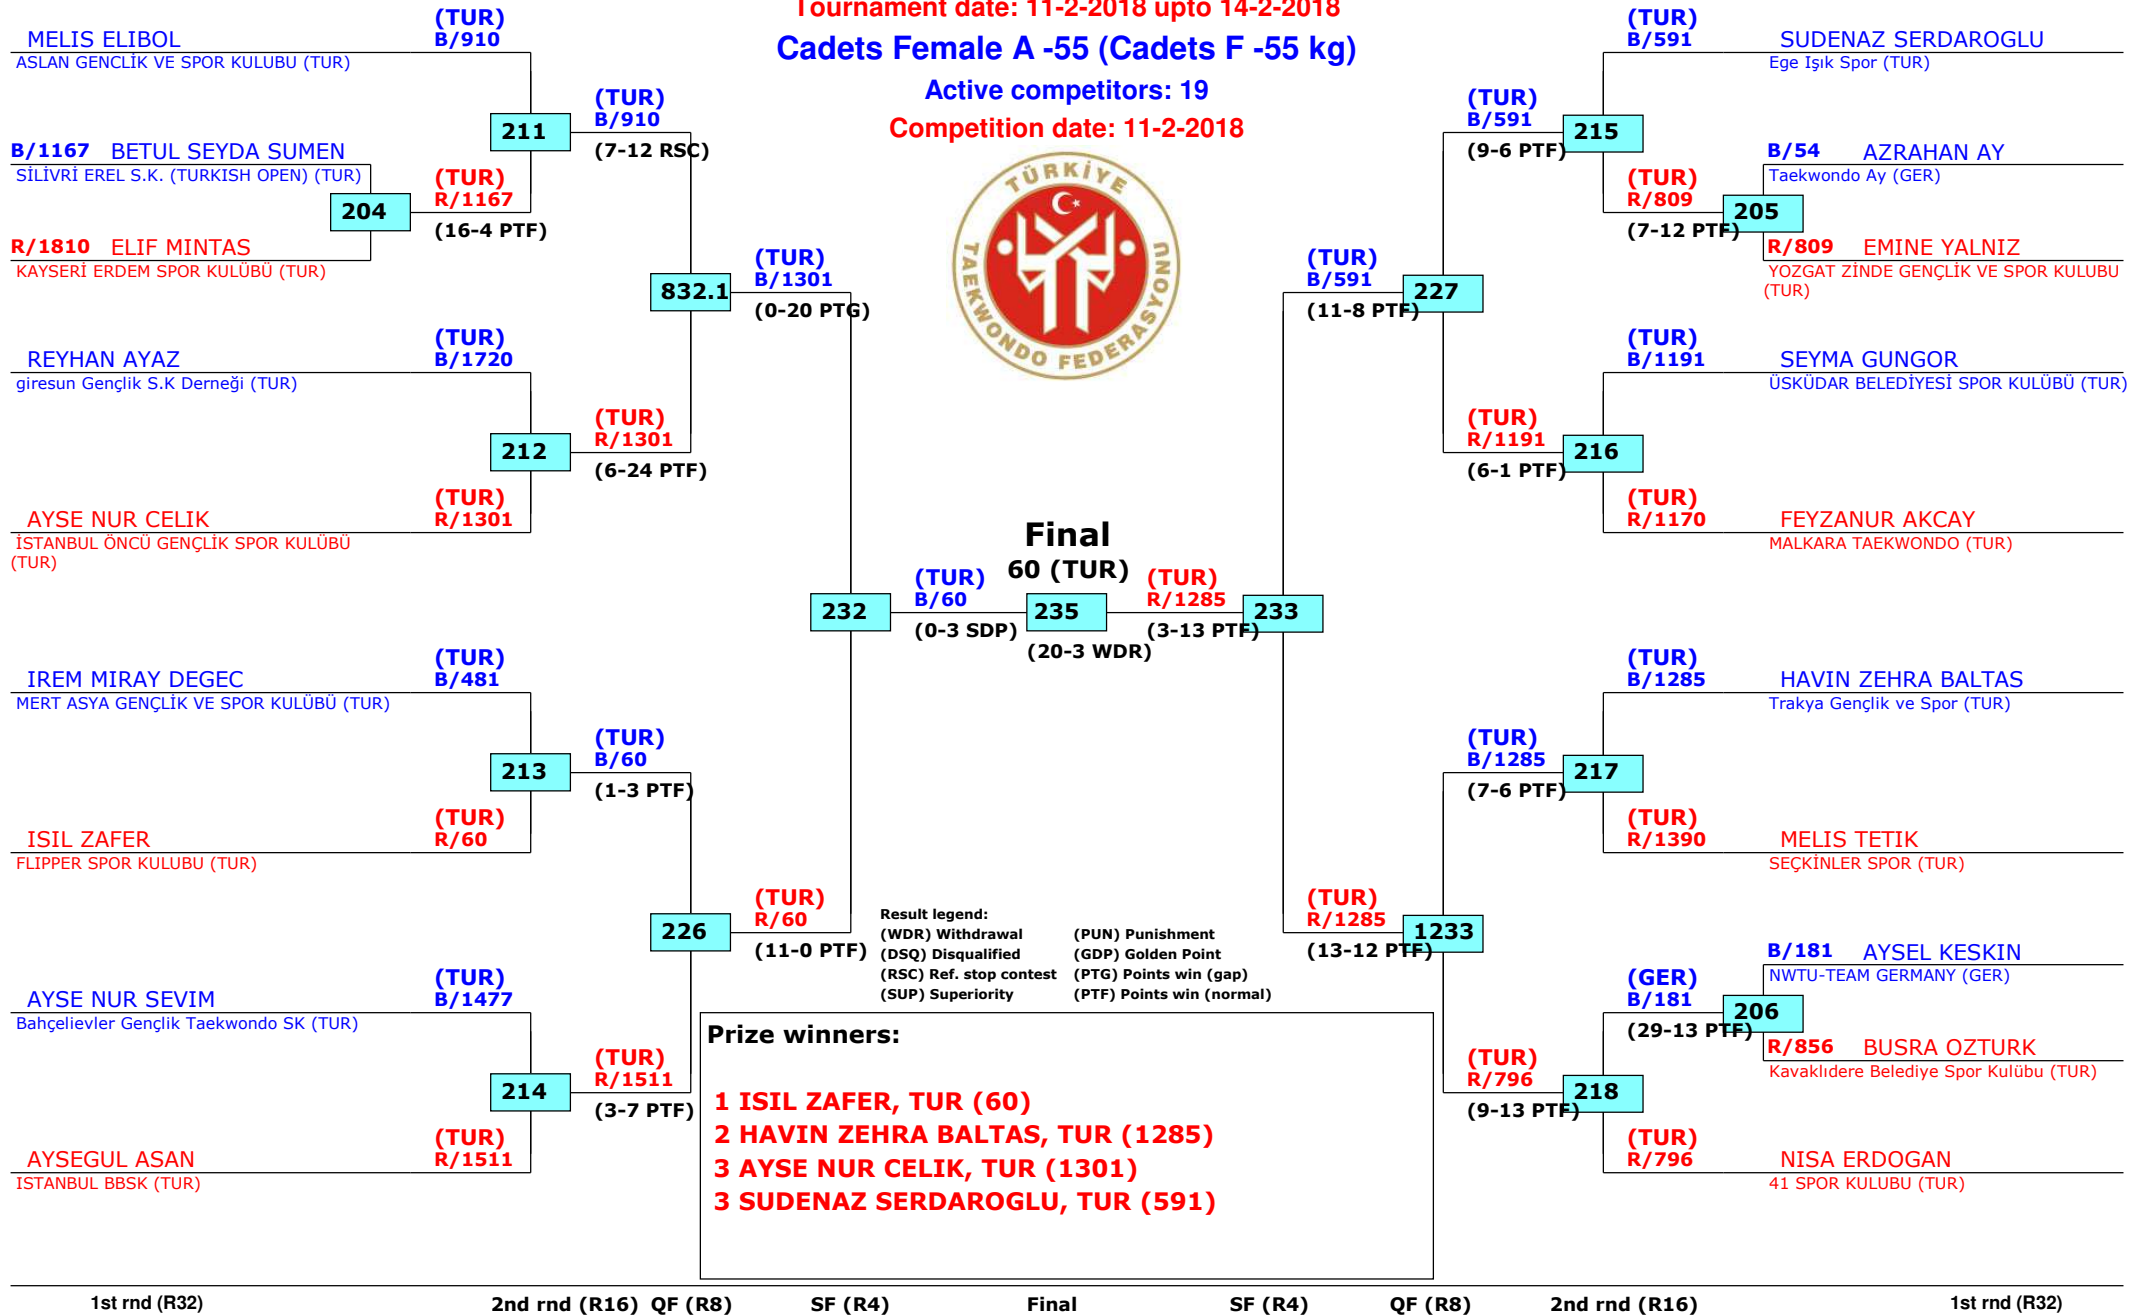 Tournament date: 11-2-2018 upto 14-2-2018
Cadets Female A -55 (Cadets F -55 kg)
Active competitors: 19
Competition date: 11-2-2018
TÜRKİYE
TAEKWONDO FEDERASYONU
(TUR)
MELIS ELIBOL B/910
ASLAN GENCLİK VE SPOR KULUBU (TUR)
(TUR)
211 B/910
(7-12 RSC)
B/1167 BETUL SEYDA SUMEN
SİLİVRİ EREL S.K. (TURKISH OPEN) (TUR)
(TUR)
204 R/1167
(16-4 PTF)
R/1810 ELIF MINTAS
KAYSERİ ERDEM SPOR KULÜBÜ (TUR)
(TUR)
832.1 B/1301
(0-20 PTG)
(TUR)
REYHAN AYAZ B/1720
giresun Gençlik S.K Derneği (TUR)
(TUR)
212 R/1301
(6-24 PTF)
(TUR)
AYSE NUR CELIK R/1301
İSTANBUL ÖNCÜ GENÇLİK SPOR KULÜBÜ
(TUR)
(TUR)
232 B/60
(0-3 SDP)
(TUR)
IREM MIRAY DEGEC B/481
MERT ASYA GENÇLİK VE SPOR KULÜBÜ (TUR)
(TUR)
213 B/60
(1-3 PTF)
(TUR)
ISIL ZAFER R/60
FLIPPER SPOR KULUBU (TUR)
(TUR)
226 R/60
(11-0 PTF)
(TUR)
AYSE NUR SEVIM B/1477
Bahçelievler Gençlik Taekwondo SK (TUR)
(TUR)
214 R/1511
(3-7 PTF)
(TUR)
AYSEGUL ASAN R/1511
ISTANBUL BBSK (TUR)
Final
60 (TUR)
235
(20-3 WDR)
(TUR)
B/591 SUDENAZ SERDAROGLU
Ege Işık Spor (TUR)
(TUR)
B/591 215
(9-6 PTF)
B/54 AZRAHAN AY
Taekwondo Ay (GER)
(TUR)
R/809 205
(7-12 PTF)
R/809 EMINE YALNIZ
YOZGAT ZİNDE GENÇLİK VE SPOR KULUBU
(TUR)
(TUR)
B/591 227
(11-8 PTF)
(TUR)
B/1191 SEYMA GUNGOR
ÜSKÜDAR BELEDİYESİ SPOR KULÜBÜ (TUR)
(TUR)
R/1191 216
(6-1 PTF)
(TUR)
R/1170 FEYZANUR AKCAY
MALKARA TAEKWONDO (TUR)
(TUR)
R/1285 233
(3-13 PTF)
(TUR)
B/1285 HAVIN ZEHRA BALTAS
Trakya Gençlik ve Spor (TUR)
(TUR)
B/1285 217
(7-6 PTF)
(TUR)
R/1390 MELIS TETIK
SEÇKİNLER SPOR (TUR)
(TUR)
R/1285 1233
(13-12 PTF)
B/181 AYSEL KESKIN
NWTU-TEAM GERMANY (GER)
(GER)
B/181 206
(29-13 PTF)
R/856 BUSRA OZTURK
Kavaklıdere Belediye Spor Kulübu (TUR)
(TUR)
R/796 218
(9-13 PTF)
(TUR)
R/796 NISA ERDOGAN
41 SPOR KULUBU (TUR)
Result legend:
(WDR) Withdrawal (PUN) Punishment
(DSQ) Disqualified (GDP) Golden Point
(RSC) Ref. stop contest (PTG) Points win (gap)
(SUP) Superiority (PTF) Points win (normal)
Prize winners:
1 ISIL ZAFER, TUR (60)
2 HAVIN ZEHRA BALTAS, TUR (1285)
3 AYSE NUR CELIK, TUR (1301)
3 SUDENAZ SERDAROGLU, TUR (591)
1st rnd (R32) 2nd rnd (R16) QF (R8) SF (R4) Final SF (R4) QF (R8) 2nd rnd (R16) 1st rnd (R32)